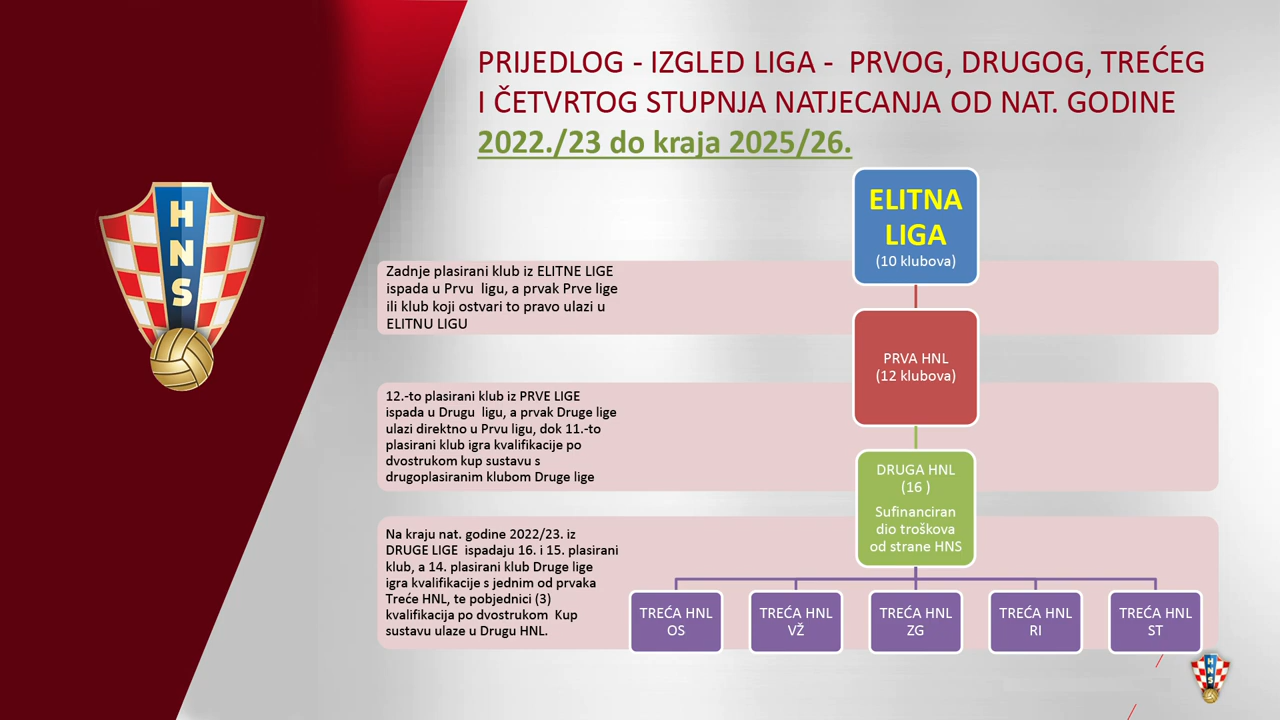 PRIJEDLOG - IZGLED LIGA - PRVOG, DRUGOG, TREĆEG
I ČETVRTOG STUPNJA NATJECANJA OD NAT. GODINE
2022./23 do kraja 2025/26.
H
N
S
ELITNA
LIGA
(10 klubova)
Zadnje plasirani klub iz ELITNE LIGE
ispada u Prvu ligu, a prvak Prve lige
ili klub koji ostvari to pravo ulazi u
ELITNU LIGU
PRVA HNL
(12 klubova)
12.-to plasirani klub iz PRVE LIGE
ispada u Drugu ligu, a prvak Druge lige
ulazi direktno u Prvu ligu, dok 11.-to
plasirani klub igra kvalifikacije po
dvostrukom kup sustavu s
drugoplasiranim klubom Druge lige
DRUGA HNL
(16 )
Sufinanciran
dio troškova
od strane HNS
Na kraju nat. godine 2022/23. iz
DRUGE LIGE ispadaju 16. i 15. plasirani
klub, a 14. plasirani klub Druge lige
igra kvalifikacije s jednim od prvaka
Treće HNL, te pobjednici (3)
kvalifikacija po dvostrukom Kup
sustavu ulaze u Drugu HNL.
TREĆA HNL
OS
TREĆA HNL
VŽ
TREĆA HNL
ZG
TREĆA HNL
RI
TREĆA HNL
ST
H
N
S